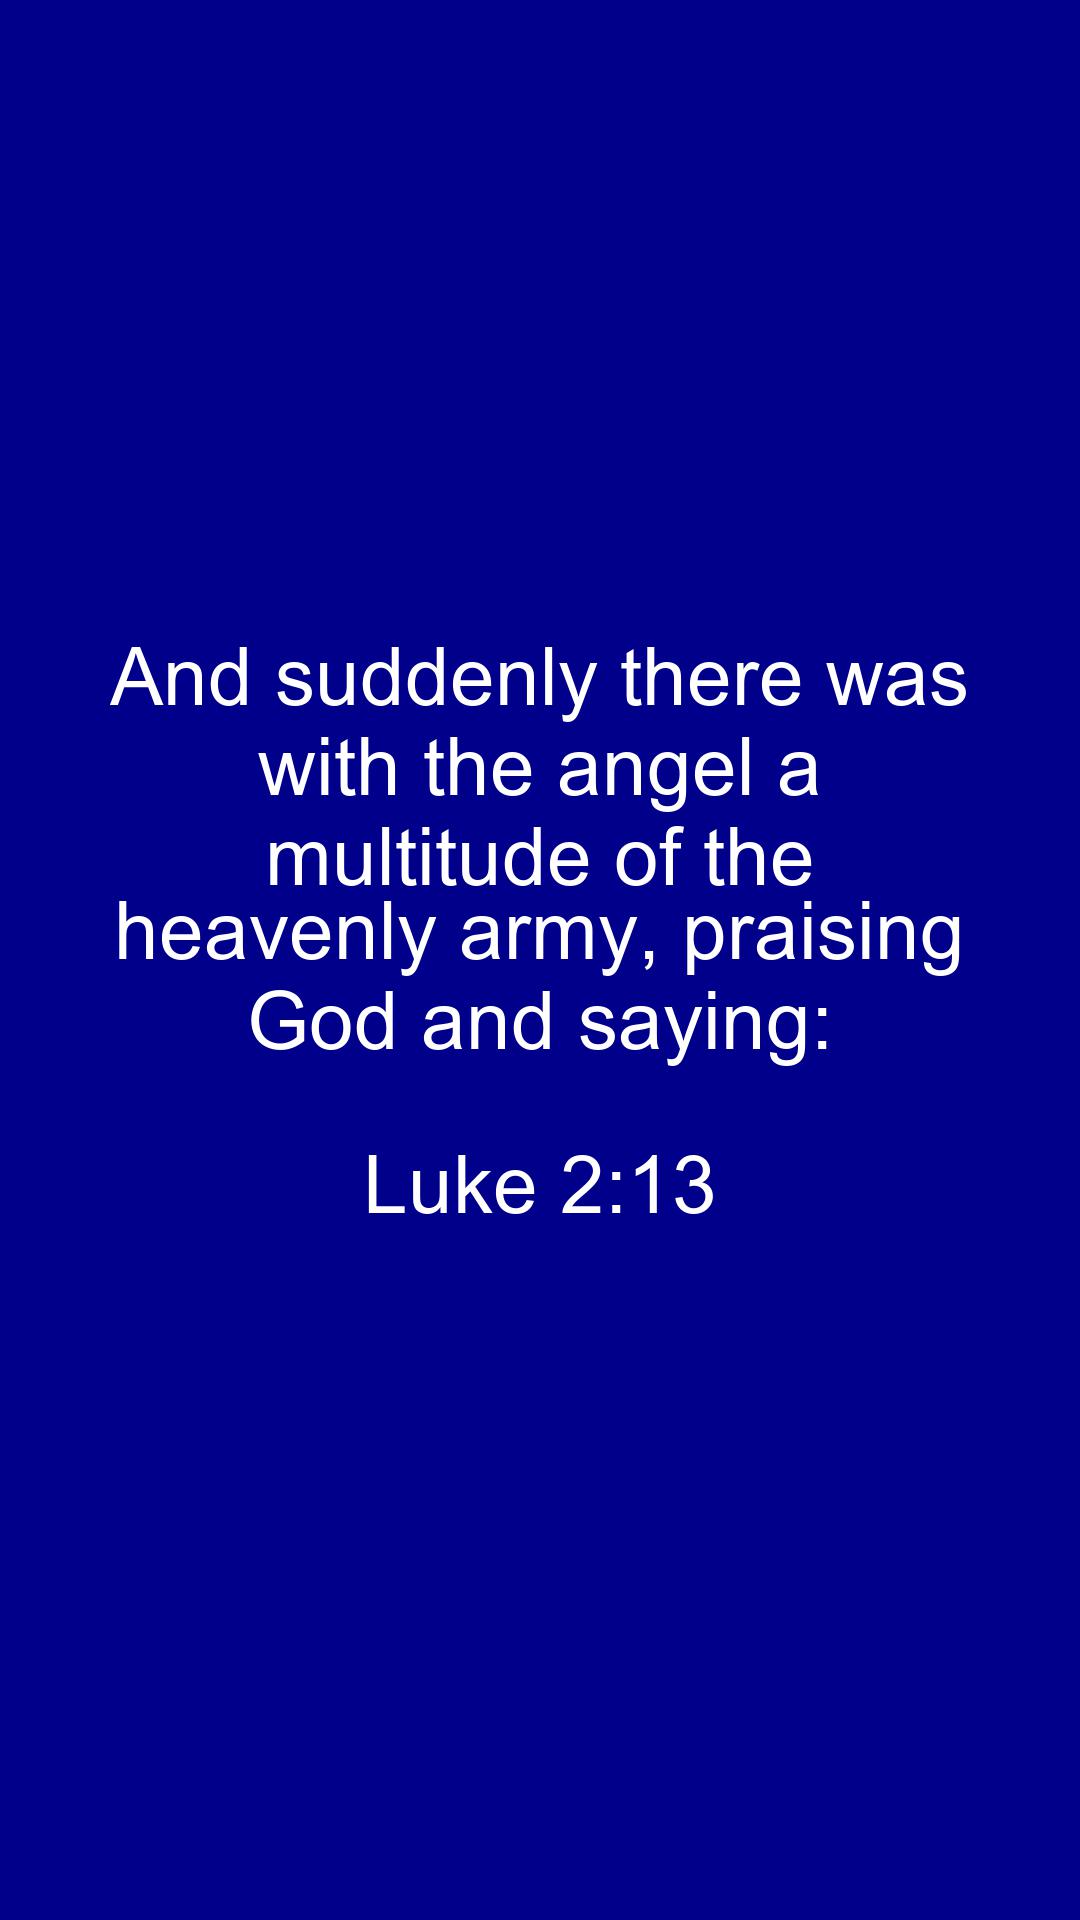 And suddenly there was
with the angel a
multitude of the
heavenly army, praising
God and saying:
Luke 2:13